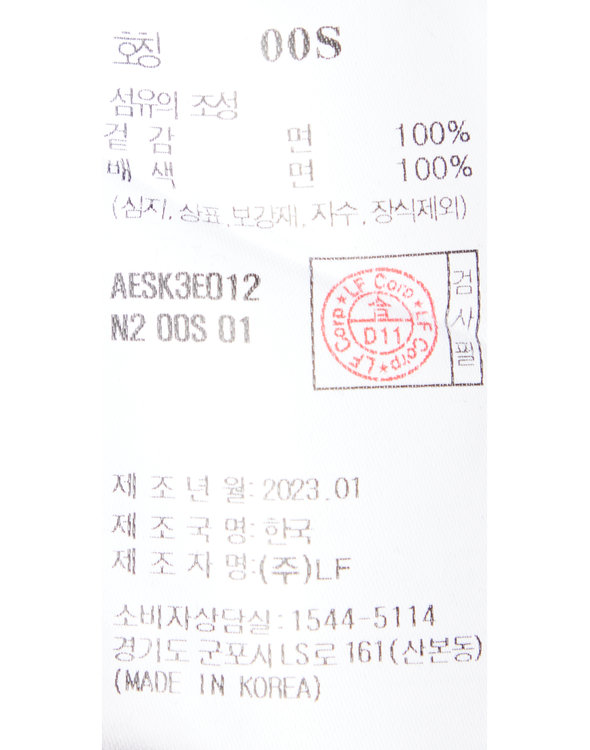 호칭 00S
섬유의 조성
겉 감 면 100%
배 색 면 100%
(심지, 상표, 보강재, 자수, 장식제외)
AESK3E012
N2 00S 01
LF Corp ★ LF Corp ★ LF Corp ★
숨
D11
검사필
제 조 년 월: 2023.01
제 조 국 명: 한국
제 조 자 명:(주)LF
소비자상담실:1544-5114
경기도 군포시 LS로 161(산본동)
(MADE IN KOREA)